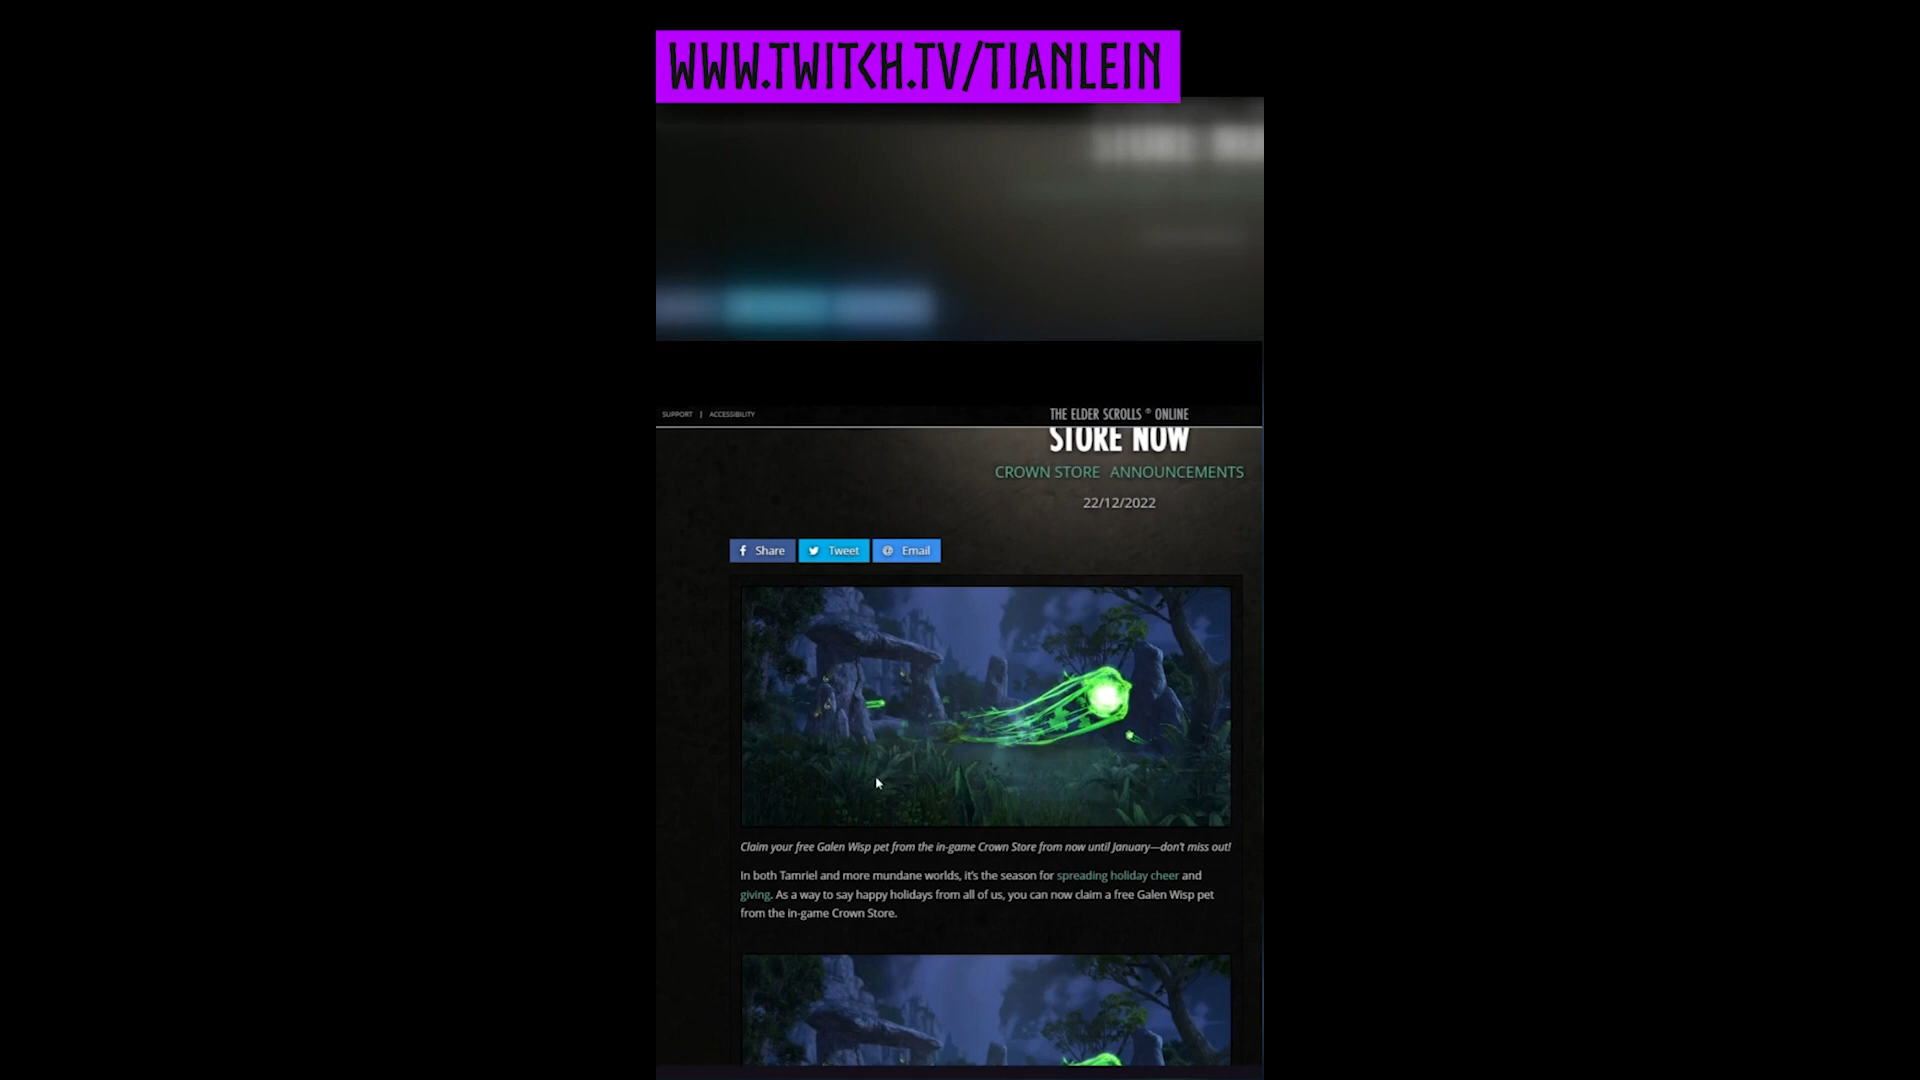 WWW.TWITCH.TV/TIANLEIN
SUPPORT | ACCESSIBILITY
THE ELDER SCROLLS ® ONLINE
STORE NOW
CROWN STORE ANNOUNCEMENTS
22/12/2022
Share Tweet Email
Claim your free Galen Wisp pet from the in-game Crown Store from now until January—don't miss out!
In both Tamriel and more mundane worlds, it's the season for spreading holiday cheer and
giving. As a way to say happy holidays from all of us, you can now claim a free Galen Wisp pet
from the in-game Crown Store.